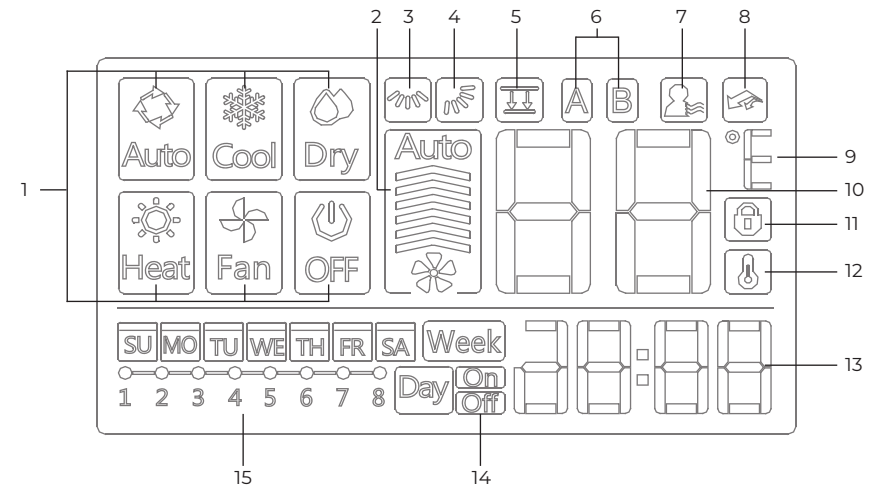 2 3 4 5 6 7 8
A B
Auto Cool Dry
Auto
9
10
1
11
Heat Fan OFF
12
SU MO TU WE TH FR SA Week
Day On
Off
88:88
13
1 2 3 4 5 6 7 8
15 14